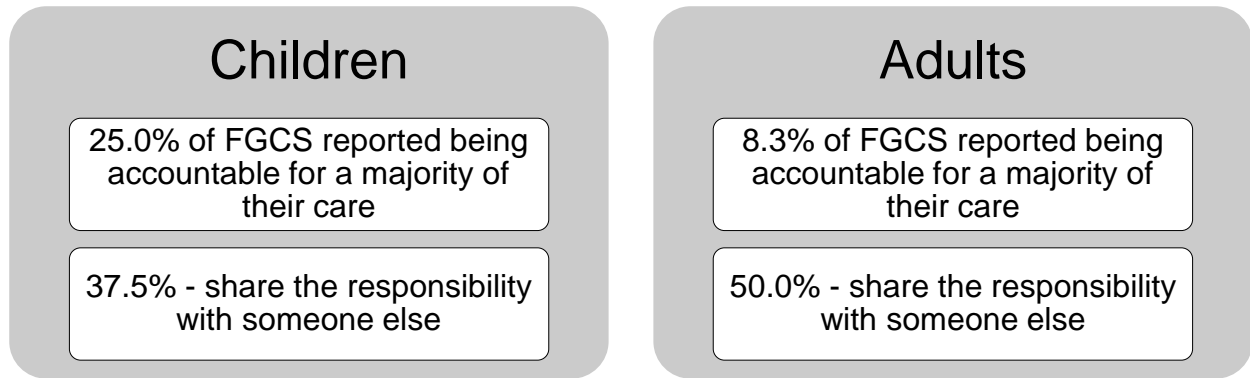 Children
25.0% of FGCS reported being
accountable for a majority of
their care
37.5% - share the responsibility
with someone else
Adults
8.3% of FGCS reported being
accountable for a majority of
their care
50.0% - share the responsibility
with someone else